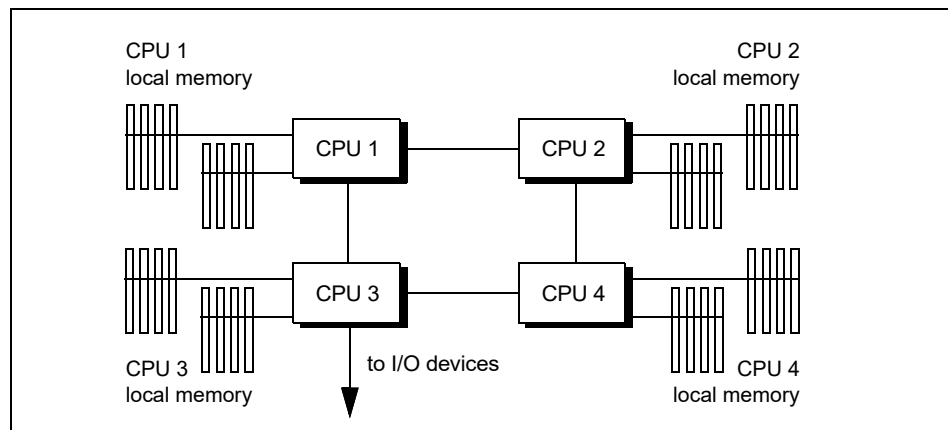 CPU 1
local memory
CPU 2
local memory
CPU 1
CPU 2
CPU 3
CPU 4
to I/O devices
CPU 3
local memory
CPU 4
local memory